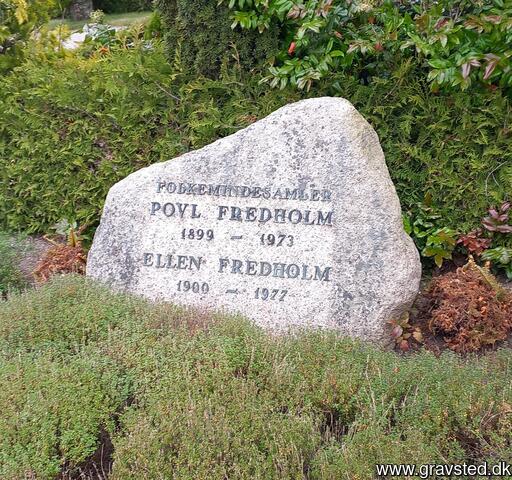 FOLKEMINDESAMLER
POVL FREDHOLM
1899 — 1973
ELLEN FREDHOLM
1900 — 1977
www.gravsted.dk